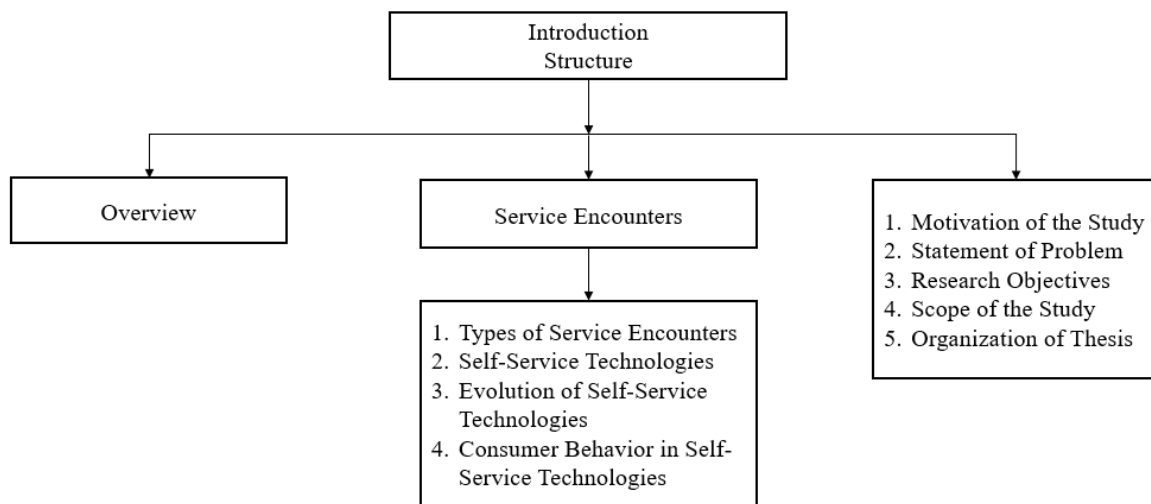 Introduction
Structure
Overview
Service Encounters
1. Motivation of the Study
2. Statement of Problem
3. Research Objectives
4. Scope of the Study
5. Organization of Thesis
1. Types of Service Encounters
2. Self-Service Technologies
3. Evolution of Self-Service
Technologies
4. Consumer Behavior in Self-
Service Technologies